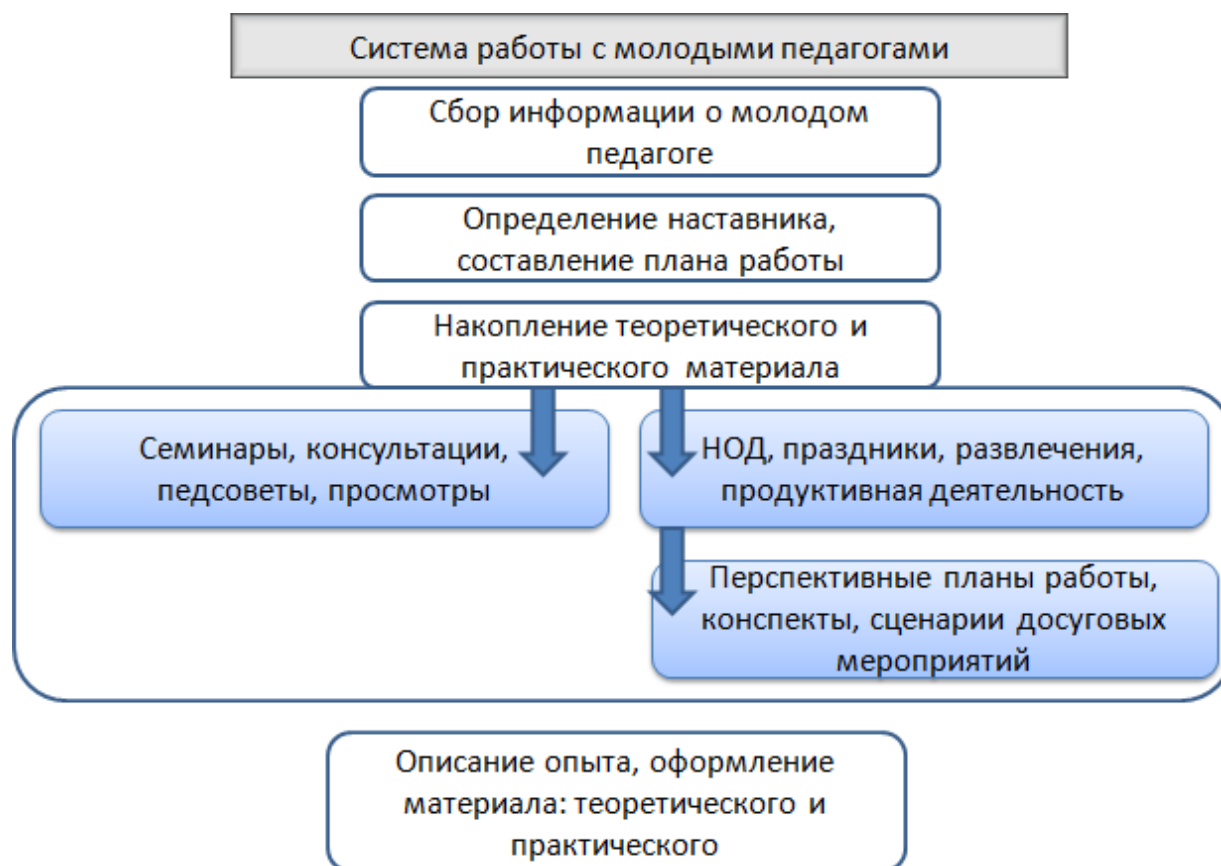 Система работы с молодыми педагогами
Сбор информации о молодом
педагоге
Определение наставника,
составление плана работы
Накопление теоретического и
практического материала
Семинары, консультации,
педсоветы, просмотры
НОД, праздники, развлечения,
продуктивная деятельность
Перспективные планы работы,
конспекты, сценарии досуговых
мероприятий
Описание опыта, оформление
материала: теоретического и
практического